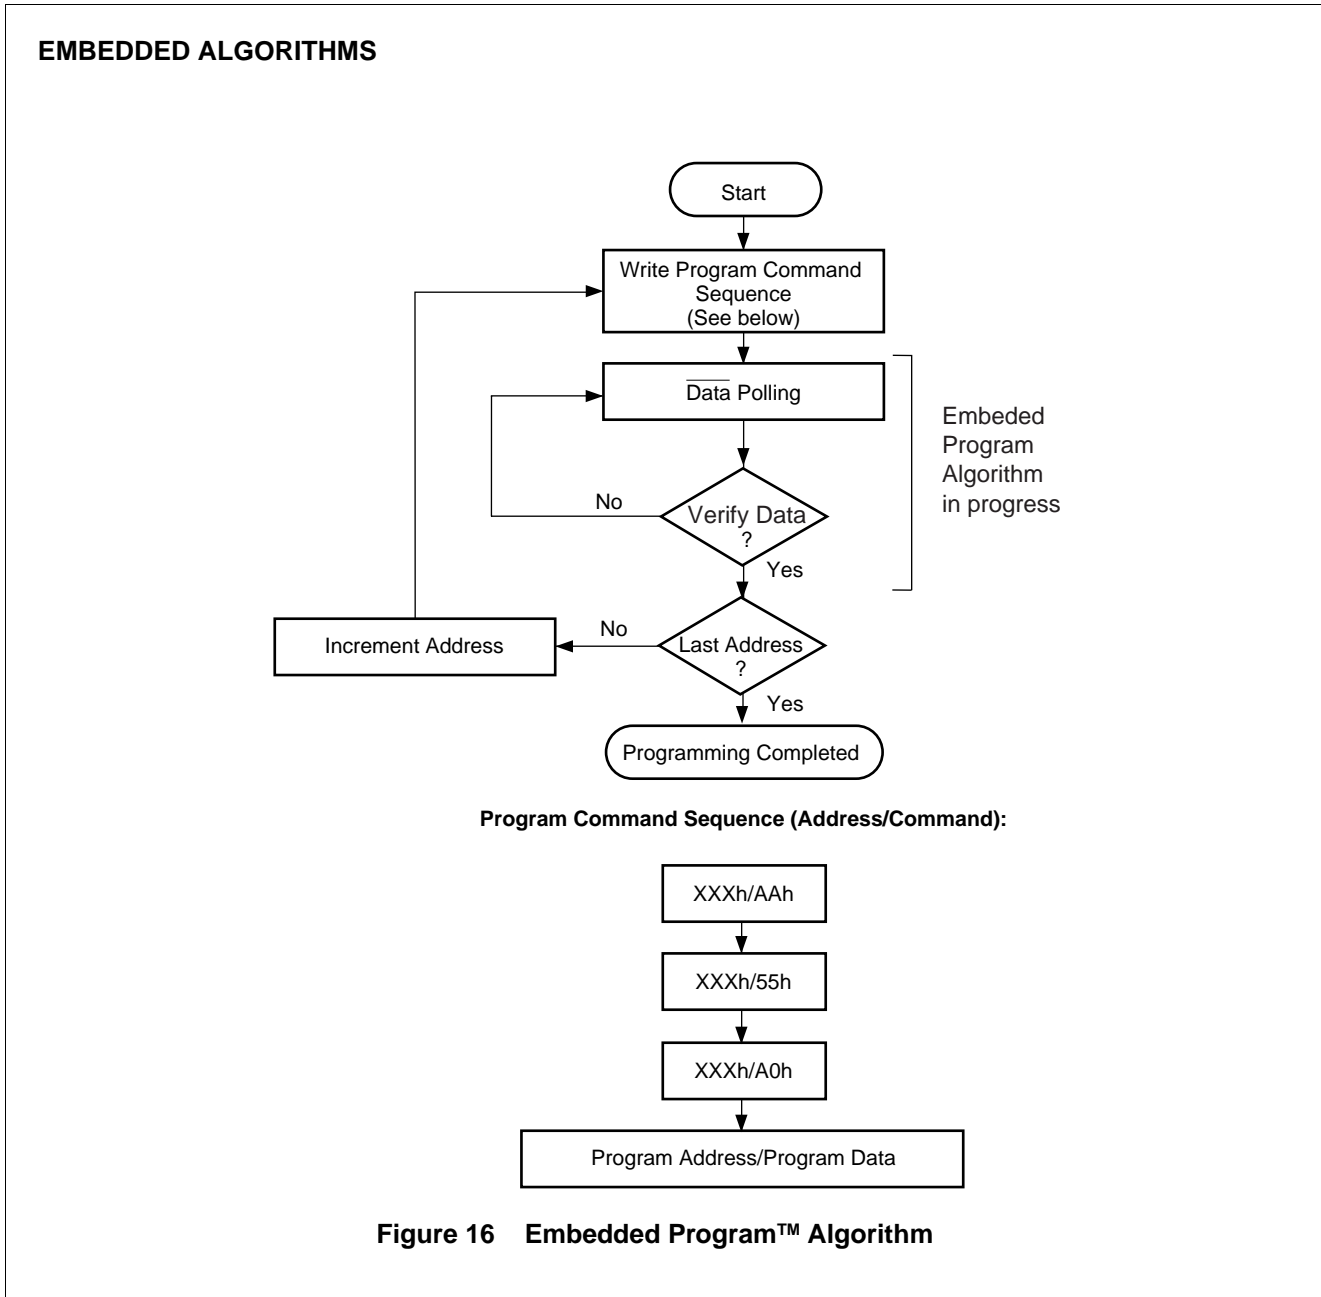 EMBEDDED ALGORITHMS
Start
Write Program Command
Sequence
(See below)
Data Polling
Embeded
Program
Algorithm
in progress
No
Verify Data
?
Yes
No
Increment Address
Last Address
?
Yes
Programming Completed
Program Command Sequence (Address/Command):
XXXh/AAh
XXXh/55h
XXXh/A0h
Program Address/Program Data
Figure 16 Embedded Program™ Algorithm